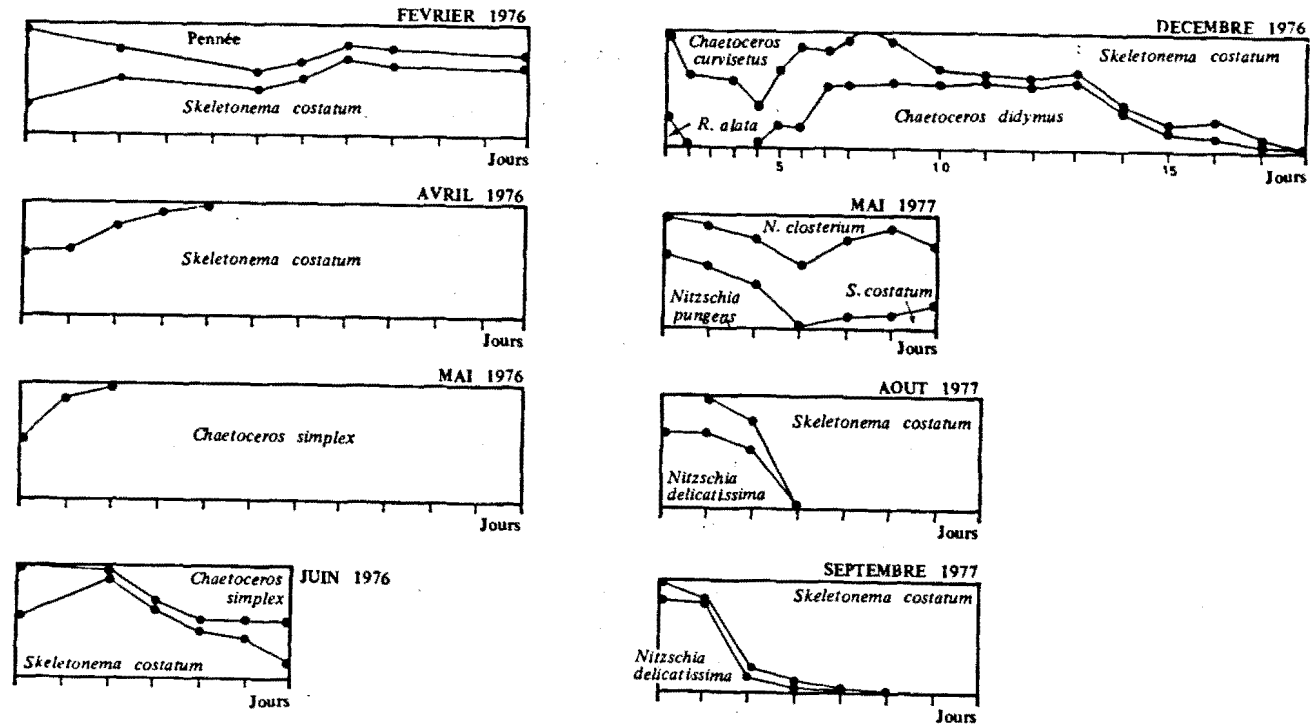 FEVRIER 1976
Pennée
Skeletonema costatum
Jours
AVRIL 1976
Skeletonema costatum
Jours
MAI 1976
Chaetoceros simplex
Jours
JUIN 1976
Chaetoceros
simplex
Skeletonema costatum
Jours
DECEMBRE 1976
Chaetoceros
curvisetus
Skeletonema costatum
R. alata
Chaetoceros didymus
5
10
15
Jours
MAI 1977
N. closterium
Nitzschia
pungens
S. costatum
Jours
AOUT 1977
Skeletonema costatum
Nitzschia
delicatissima
Jours
SEPTEMBRE 1977
Skeletonema costatum
Nitzschia
delicatissima
Jours